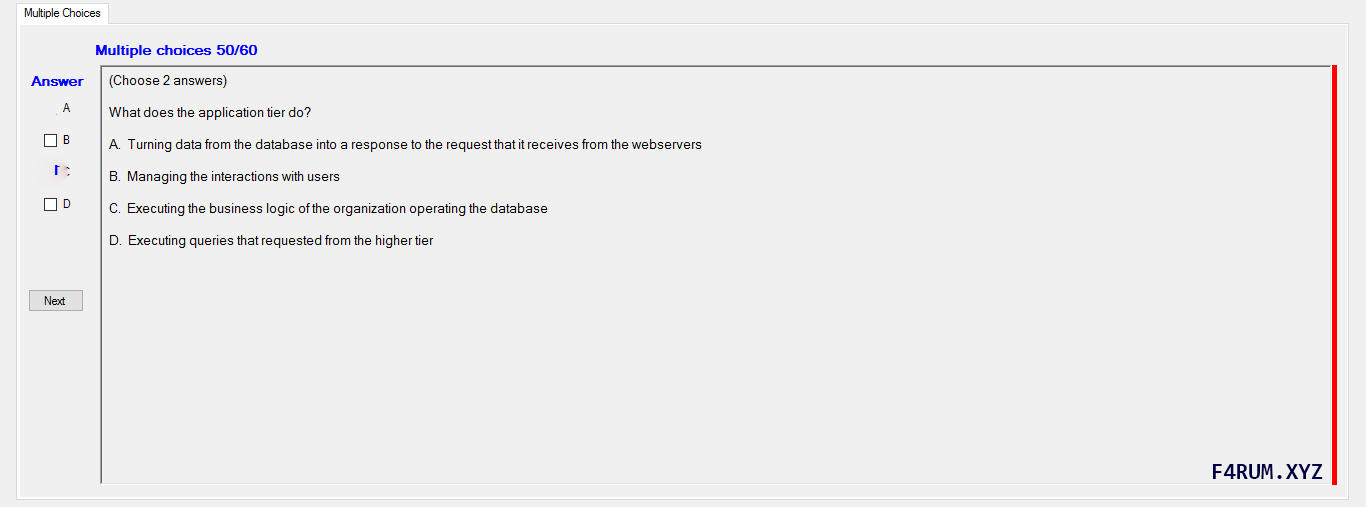 Multiple Choices
Multiple choices 50/60
Answer
A
B
D
Next
(Choose 2 answers)
What does the application tier do?
A. Turning data from the database into a response to the request that it receives from the webservers
B. Managing the interactions with users
C. Executing the business logic of the organization operating the database
D. Executing queries that requested from the higher tier
F4RUM.XYZ